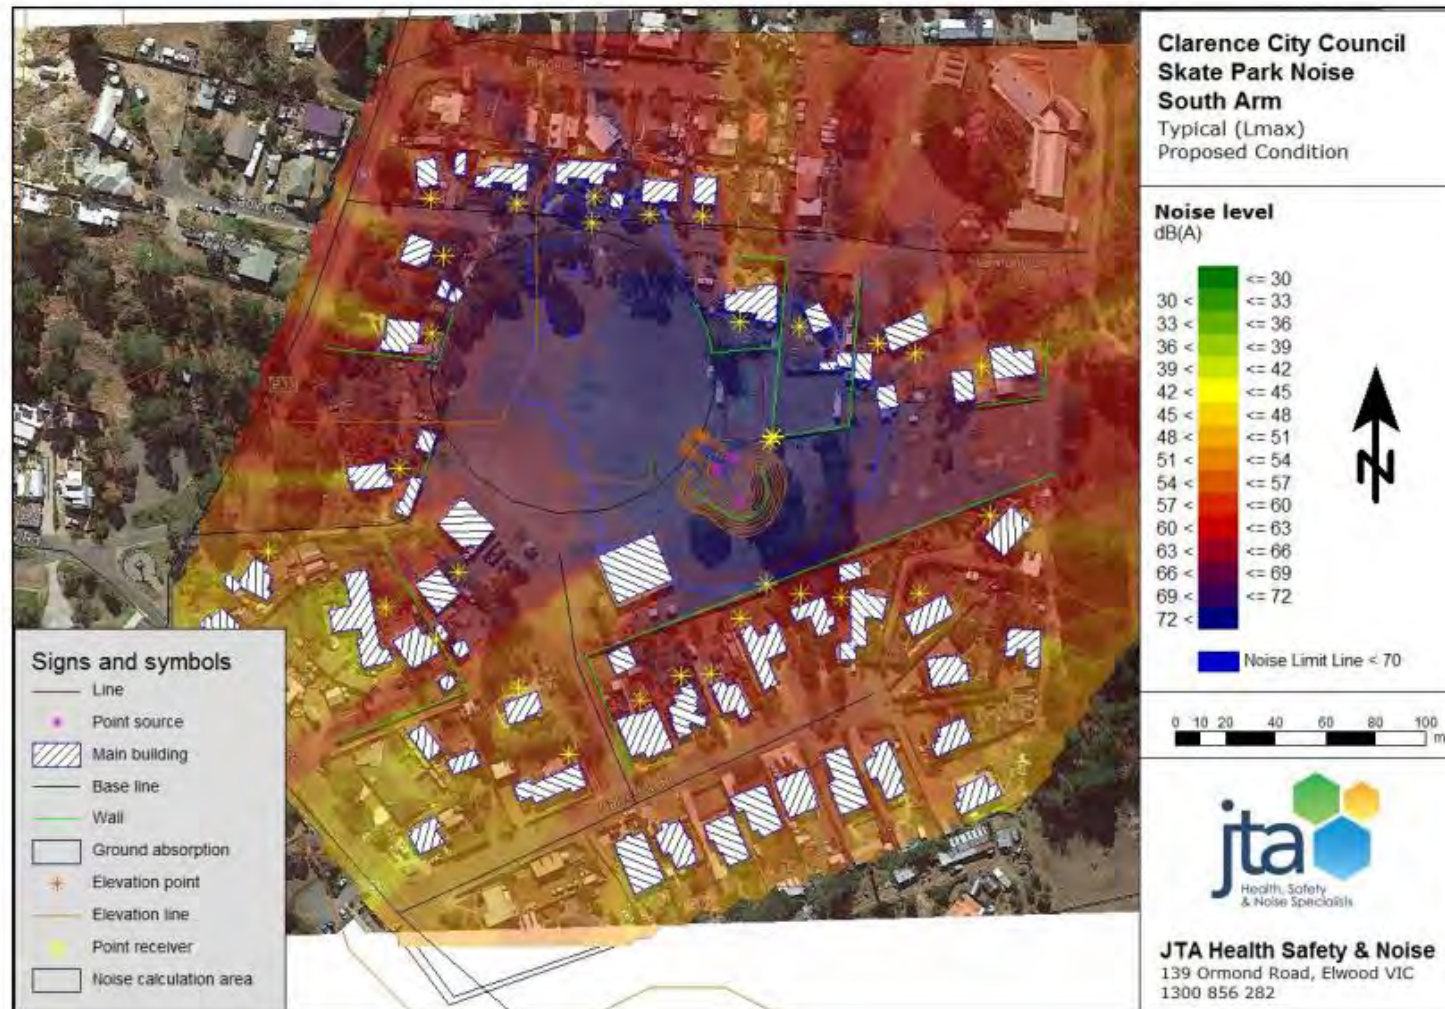 Clarence City Council
Skate Park Noise
South Arm
Typical (Lmax)
Proposed Condition
Noise level
dB(A)
<= 30
30 < <= 33
33 < <= 36
36 < <= 39
39 < <= 42
42 < <= 45
45 < <= 48
48 < <= 51
51 < <= 54
54 < <= 57
57 < <= 60
60 < <= 63
63 < <= 66
66 < <= 69
69 < <= 72
72 <
Noise Limit Line < 70
N
0 10 20 40 60 80 100
m
jta
Health, Safety
& Noise Specialists
JTA Health Safety & Noise
139 Ormond Road, Elwood VIC
1300 856 282
Signs and symbols
Line
Point source
Main building
Base line
Wall
Ground absorption
Elevation point
Elevation line
Point receiver
Noise calculation area